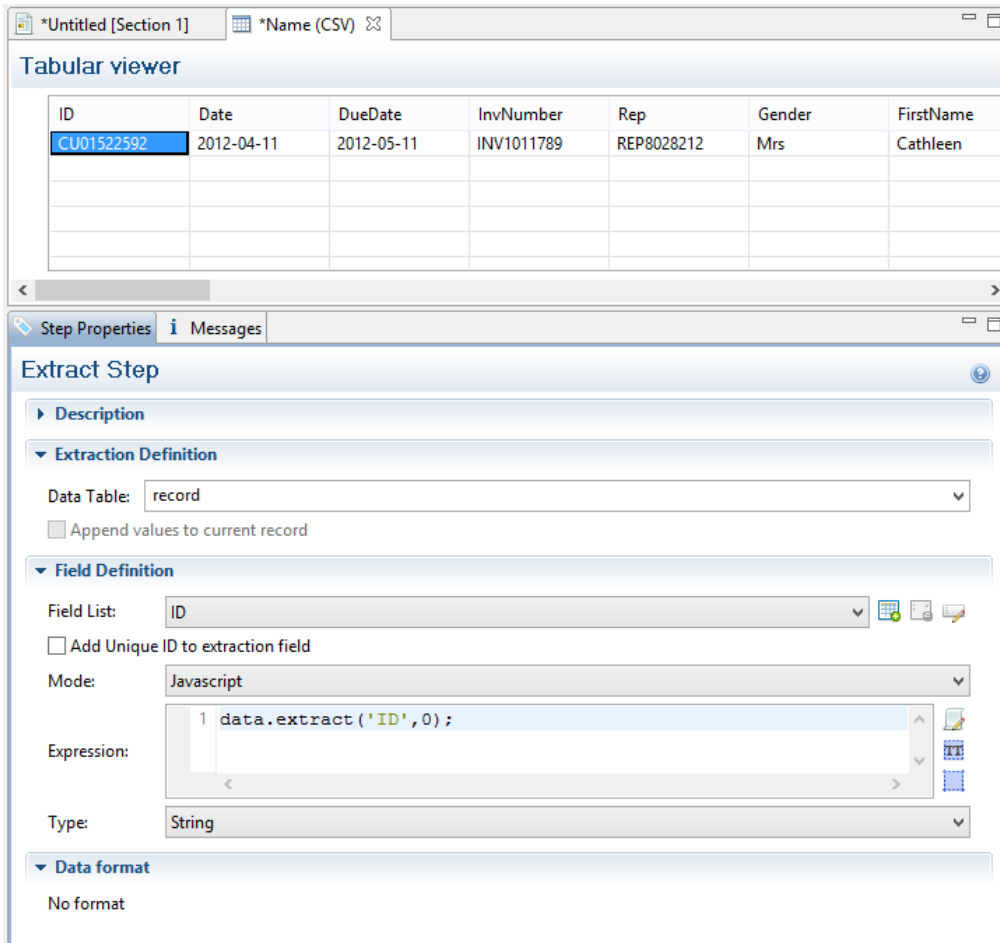 *Untitled [Section 1] *Name (CSV)
Tabular viewer
ID Date DueDate InvNumber Rep Gender FirstName
CU01522592 2012-04-11 2012-05-11 INV1011789 REP8028212 Mrs Cathleen
Step Properties i Messages
Extract Step
?
Description
Extraction Definition
Data Table: record
Append values to current record
Field Definition
Field List: ID
Add Unique ID to extraction field
Mode: Javascript
1 data.extract('ID',0);
Expression:
TT
Type: String
Data format
No format